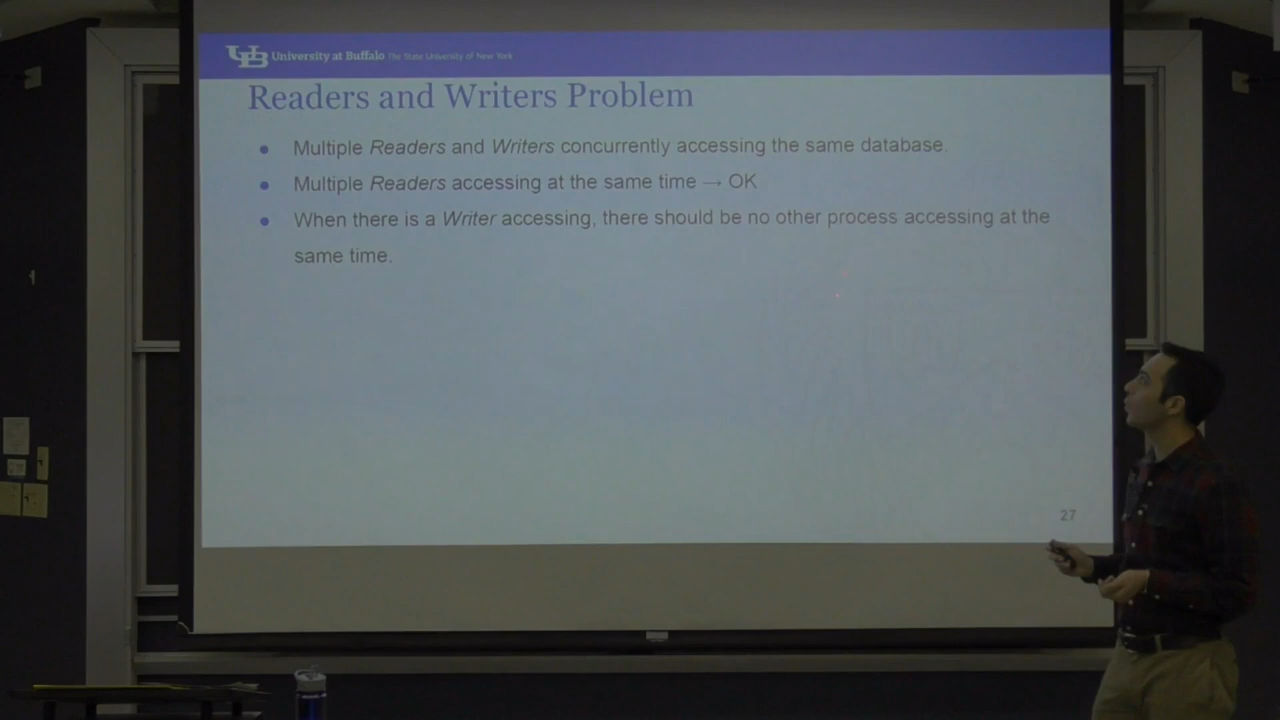 UB University at Buffalo The State University of New York
Readers and Writers Problem
• Multiple Readers and Writers concurrently accessing the same database.
• Multiple Readers accessing at the same time → OK
• When there is a Writer accessing, there should be no other process accessing at the
same time.
27